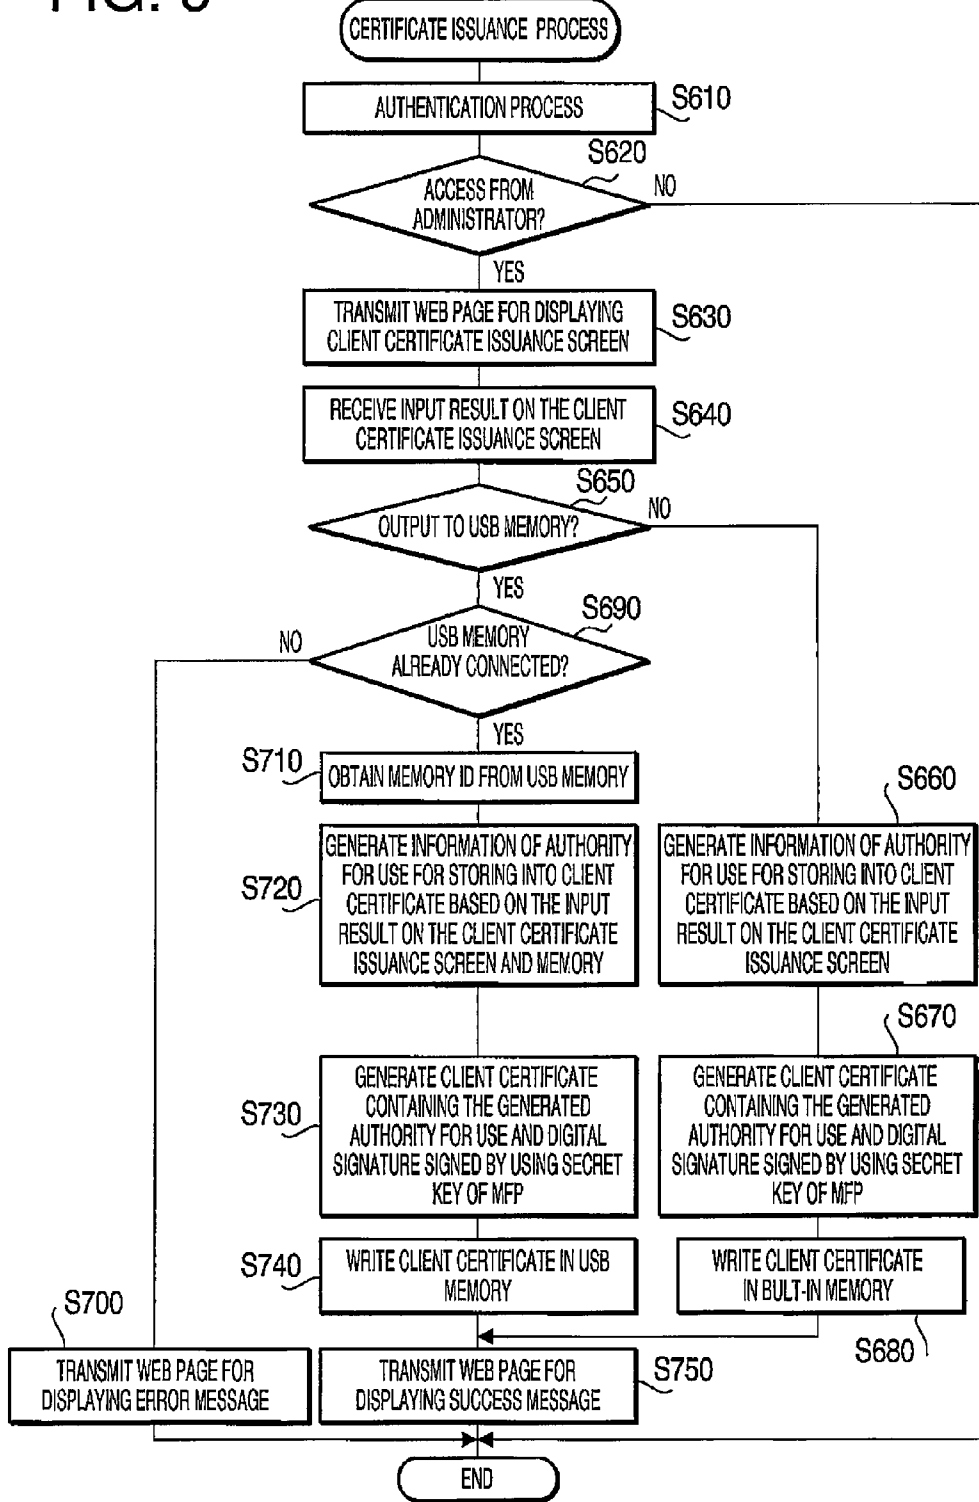 CERTIFICATE ISSUANCE PROCESS
AUTHENTICATION PROCESS
S610
S620
ACCESS FROM
ADMINISTRATOR?
NO
YES
TRANSMIT WEB PAGE FOR DISPLAYING
CLIENT CERTIFICATE ISSUANCE SCREEN
S630
RECEIVE INPUT RESULT ON THE CLIENT
CERTIFICATE ISSUANCE SCREEN
S640
S650
OUTPUT TO USB MEMORY?
NO
YES
S690
USB MEMORY
ALREADY CONNECTED?
NO
YES
S710
OBTAIN MEMORY ID FROM USB MEMORY
S720
GENERATE INFORMATION OF AUTHORITY
FOR USE FOR STORING INTO CLIENT
CERTIFICATE BASED ON THE INPUT
RESULT ON THE CLIENT CERTIFICATE
ISSUANCE SCREEN AND MEMORY
S660
GENERATE INFORMATION OF AUTHORITY
FOR USE FOR STORING INTO CLIENT
CERTIFICATE BASED ON THE INPUT
RESULT ON THE CLIENT CERTIFICATE
ISSUANCE SCREEN
S730
GENERATE CLIENT CERTIFICATE
CONTAINING THE GENERATED
AUTHORITY FOR USE AND DIGITAL
SIGNATURE SIGNED BY USING SECRET
KEY OF MFP
S670
GENERATE CLIENT CERTIFICATE
CONTAINING THE GENERATED
AUTHORITY FOR USE AND DIGITAL
SIGNATURE SIGNED BY USING SECRET
KEY OF MFP
S740
WRITE CLIENT CERTIFICATE IN USB
MEMORY
WRITE CLIENT CERTIFICATE
IN BULT-IN MEMORY
S680
S700
TRANSMIT WEB PAGE FOR
DISPLAYING ERROR MESSAGE
TRANSMIT WEB PAGE FOR
DISPLAYING SUCCESS MESSAGE
S750
END